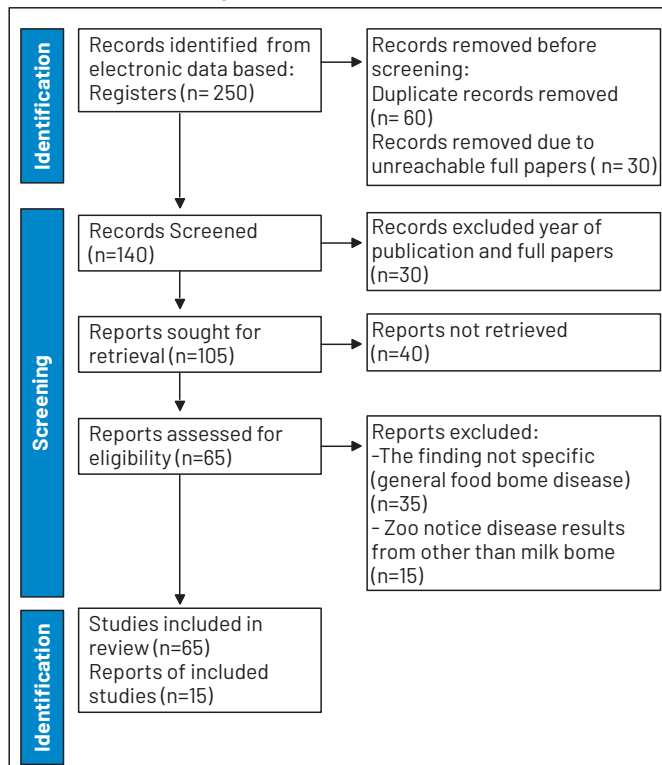 Identification
Records identified from
electronic data based:
Registers (n= 250)
Records removed before
screening:
Duplicate records removed
(n= 60)
Records removed due to
unreachable full papers ( n= 30)
Screening
Records Screened
(n=140)
Records excluded year of
publication and full papers
(n=30)
Reports sought for
retrieval (n=105)
Reports not retrieved
(n=40)
Reports assessed for
eligibility (n=65)
Reports excluded:
-The finding not specific
(general food bome disease)
(n=35)
- Zoo notice disease results
from other than milk bome
(n=15)
Identification
Studies included in
review (n=65)
Reports of included
studies (n=15)